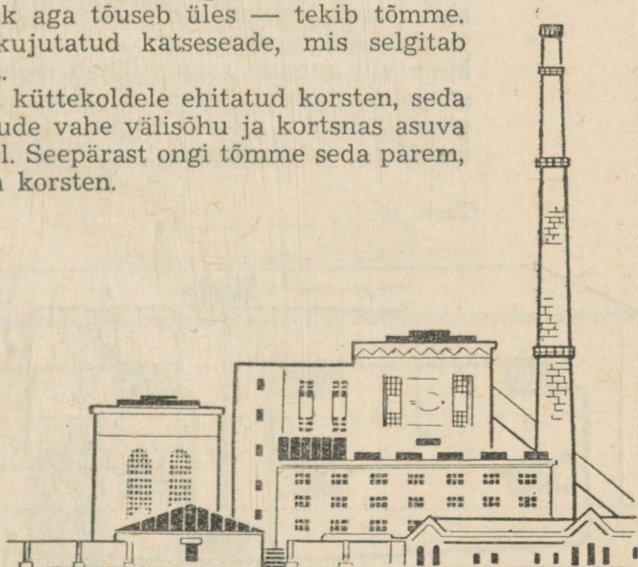 k aga tõuseb üles — tekib tõmme.
kujutatud katseseade, mis selgitab
küttekoldele ehitatud korsten, seda
ude vahe välisõhu ja kortsnas asuva
l. Seepärast ongi tõmme seda parem,
korsten.